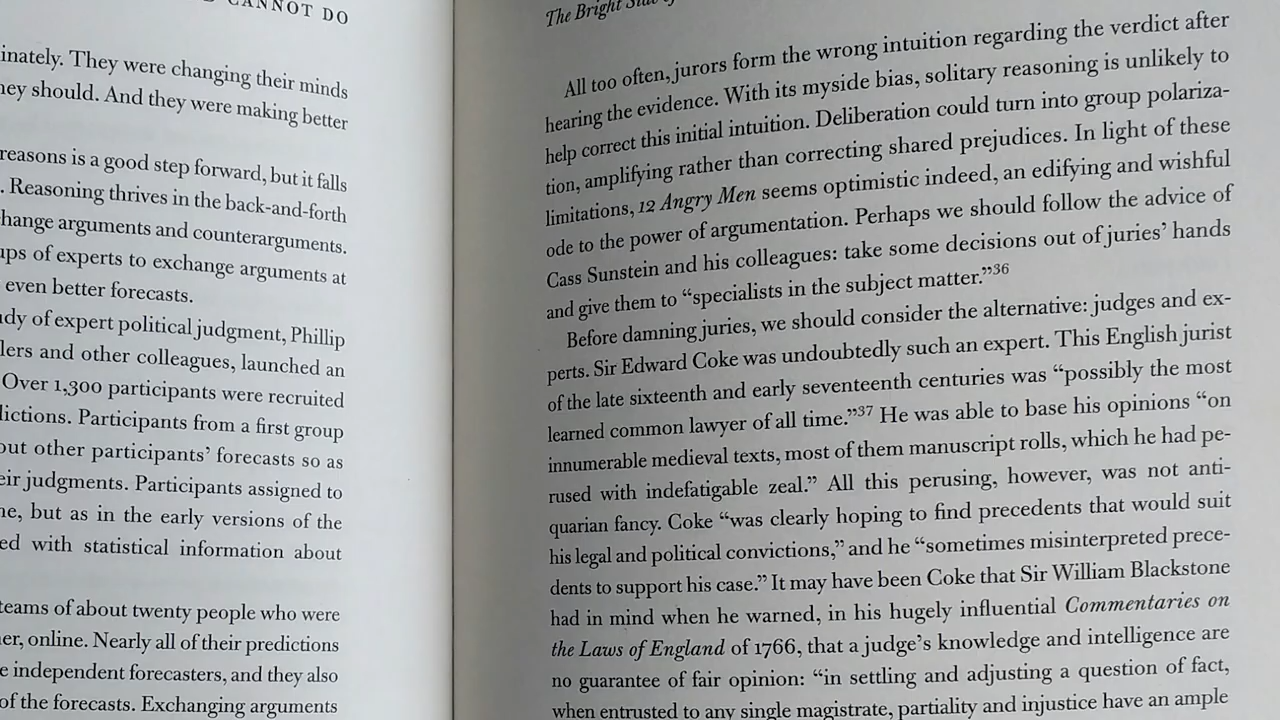 CANNOT DO
inately. They were changing their minds
hey should. And they were making better
reasons is a good step forward, but it falls
. Reasoning thrives in the back-and-forth
hange arguments and counterarguments.
ups of experts to exchange arguments at
even better forecasts.
udy of expert political judgment, Phillip
lers and other colleagues, launched an
Over 1,300 participants were recruited
dictions. Participants from a first group
out other participants’ forecasts so as
eir judgments. Participants assigned to
ne, but as in the early versions of the
ed with statistical information about
teams of about twenty people who were
er, online. Nearly all of their predictions
e independent forecasters, and they also
of the forecasts. Exchanging arguments
The Bright
All too often, jurors form the wrong intuition regarding the verdict after
hearing the evidence. With its myside bias, solitary reasoning is unlikely to
help correct this initial intuition. Deliberation could turn into group polariza-
tion, amplifying rather than correcting shared prejudices. In light of these
limitations, 12 Angry Men seems optimistic indeed, an edifying and wishful
ode to the power of argumentation. Perhaps we should follow the advice of
Cass Sunstein and his colleagues: take some decisions out of juries’ hands
and give them to “specialists in the subject matter.”36
Before damning juries, we should consider the alternative: judges and ex-
perts. Sir Edward Coke was undoubtedly such an expert. This English jurist
of the late sixteenth and early seventeenth centuries was “possibly the most
learned common lawyer of all time.”37 He was able to base his opinions “on
innumerable medieval texts, most of them manuscript rolls, which he had pe-
rused with indefatigable zeal.” All this perusing, however, was not anti-
quarian fancy. Coke “was clearly hoping to find precedents that would suit
his legal and political convictions,” and he “sometimes misinterpreted prece-
dents to support his case.” It may have been Coke that Sir William Blackstone
had in mind when he warned, in his hugely influential Commentaries on
the Laws of England of 1766, that a judge’s knowledge and intelligence are
no guarantee of fair opinion: “in settling and adjusting a question of fact,
when entrusted to any single magistrate, partiality and injustice have an ample